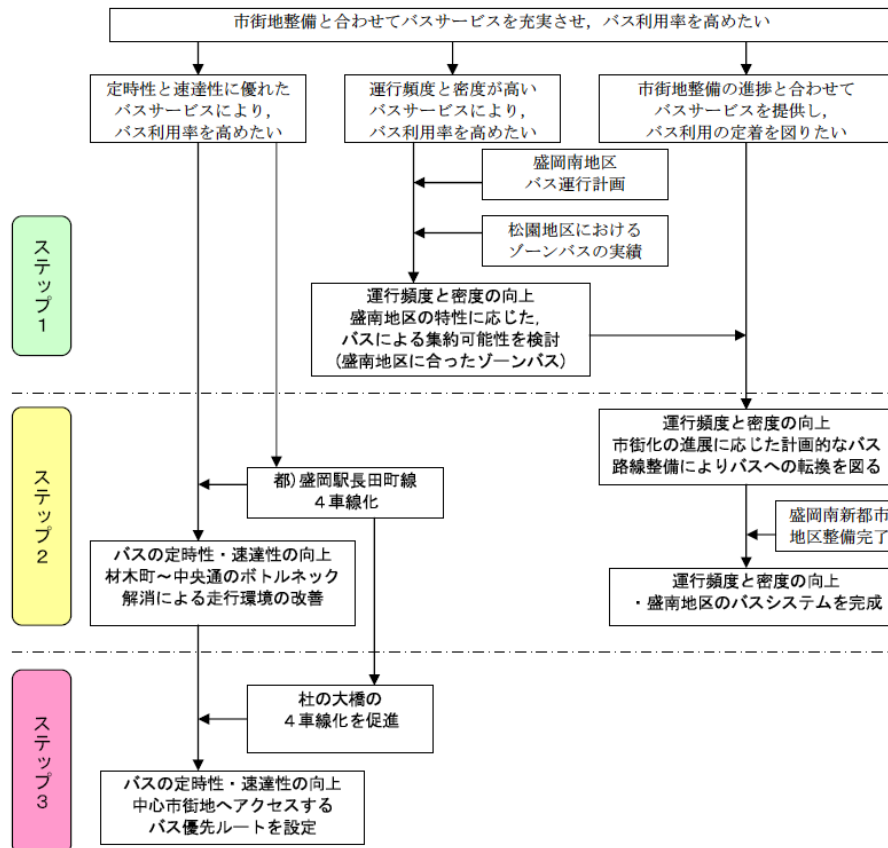 市街地整備と合わせてバスサービスを充実させ，バス利用率を高めたい
定時性と速達性に優れた
バスサービスにより，
バス利用率を高めたい
運行頻度と密度が高い
バスサービスにより，
バス利用率を高めたい
市街地整備の進捗と合わせて
バスサービスを提供し，
バス利用の定着を図りたい
盛岡南地区
バス運行計画
松園地区における
ゾーンバスの実績
ステップ1
運行頻度と密度の向上
盛南地区の特性に応じた，
バスによる集約可能性を検討
(盛南地区に合ったゾーンバス)
ステップ2
運行頻度と密度の向上
市街化の進展に応じた計画的なバス
路線整備によりバスへの転換を図る
都)盛岡駅長田町線
４車線化
盛岡南新都市
地区整備完了
バスの定時性・速達性の向上
材木町～中央通のボトルネック
解消による走行環境の改善
運行頻度と密度の向上
・盛南地区のバスシステムを完成
ステップ3
杜の大橋の
４車線化を促進
バスの定時性・速達性の向上
中心市街地へアクセスする
バス優先ルートを設定